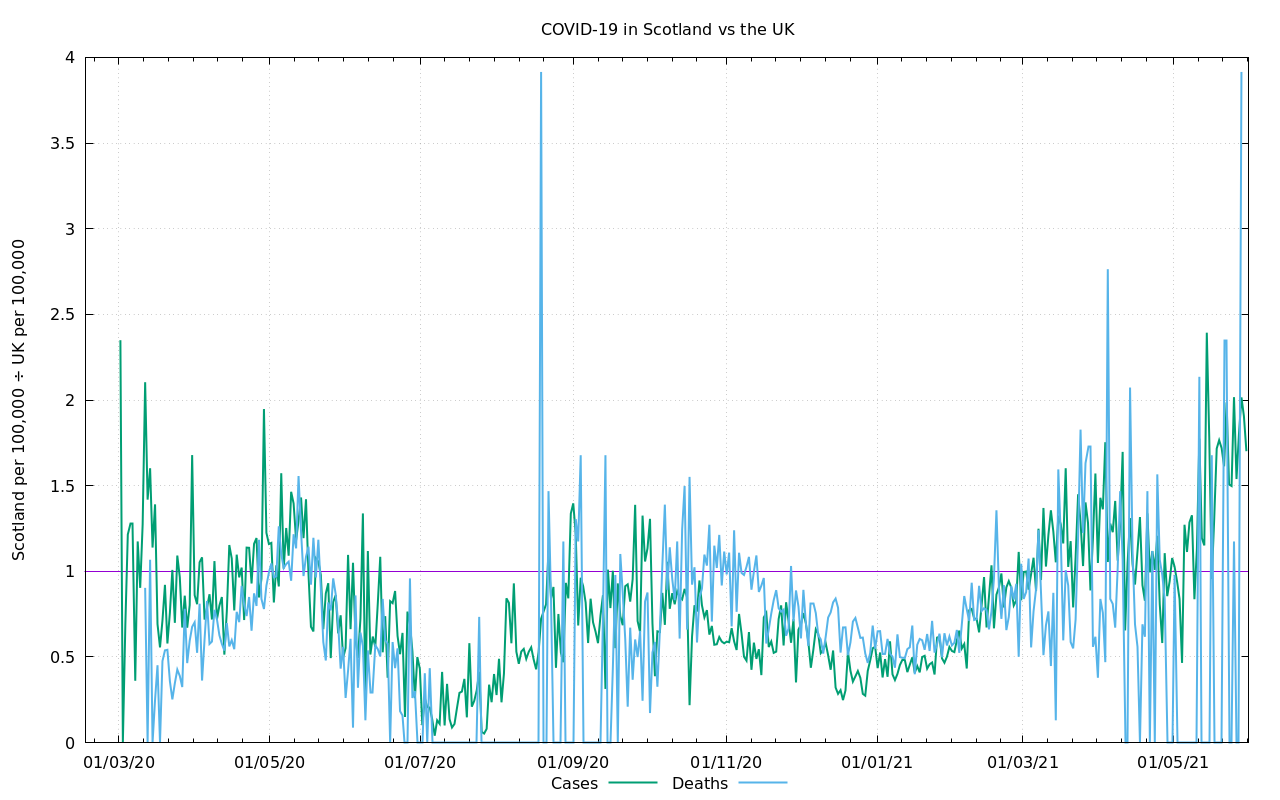 COVID-19 in Scotland vs the UK
Scotland per 100,000 ÷ UK per 100,000
4
3.5
3
2.5
2
1.5
1
0.5
0
01/03/20 01/05/20 01/07/20 01/09/20 01/11/20 01/01/21 01/03/21 01/05/21
Cases Deaths